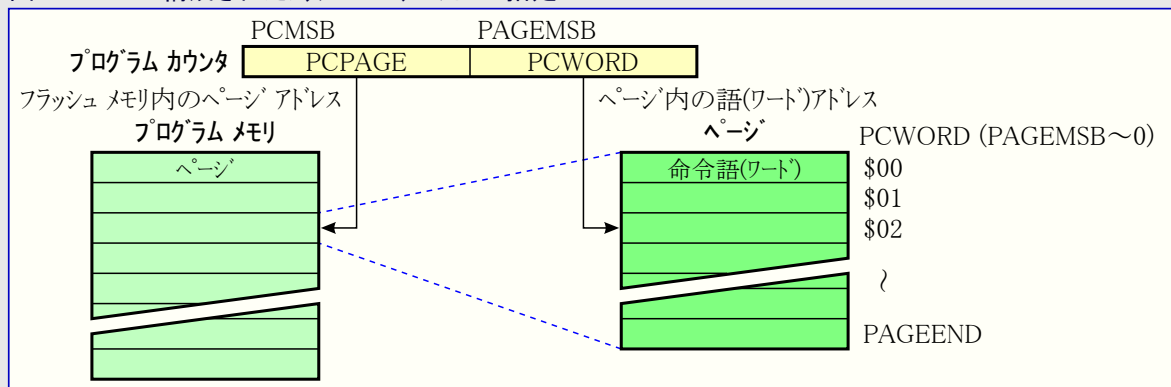 PCMSB PAGEMSB
プログラム カウンタ PCPAGE PCWORD
フラッシュ メモリ内のページ アドレス ページ内の語(ワード)アドレス
プログラム メモリ ページ PCWORD (PAGEMSB〜0)
ページ 命令語(ワード) $00
$01
$02
〜
PAGEEND